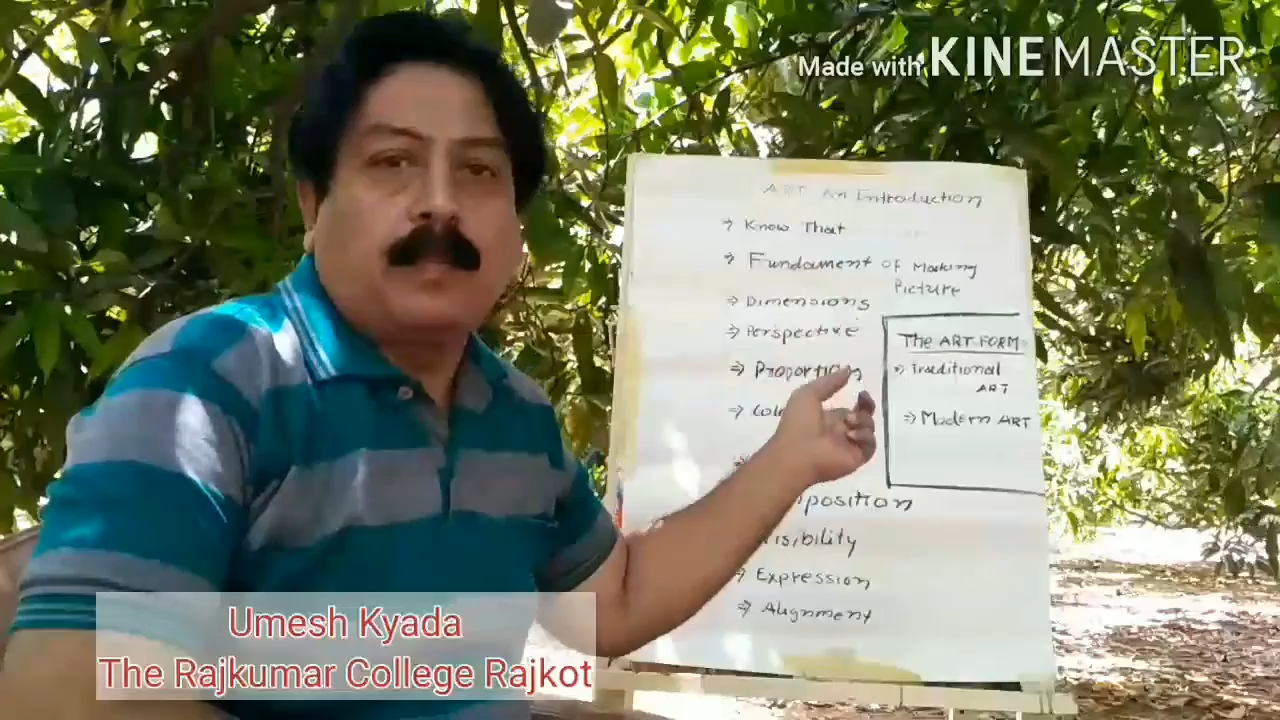 Made with KINEMASTER
ART An Introduction
⇒ Know That
⇒ Fundament of Making
Picture
⇒ Dimensions
⇒ Perspective
⇒ Proportion
The ART FORM
⇒ Traditional
ART
⇒ Modern ART
position
isibility
⇒ Expression
⇒ Alignment
Umesh Kyada
The Rajkumar College Rajkot